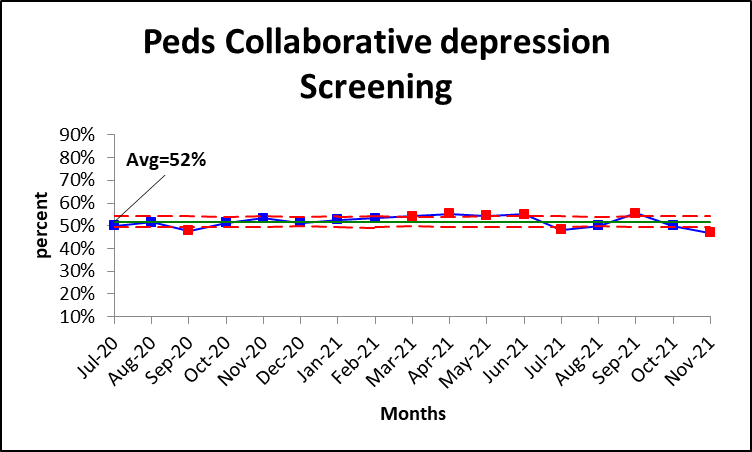 Peds Collaborative depression
Screening
90%
80%
70%
60%
50%
40%
30%
20%
10%
Avg=52%
percent
Jul-20
Aug-20
Sep-20
Oct-20
Nov-20
Dec-20
Jan-21
Feb-21
Mar-21
Apr-21
May-21
Jun-21
Jul-21
Aug-21
Sep-21
Oct-21
Nov-21
Months